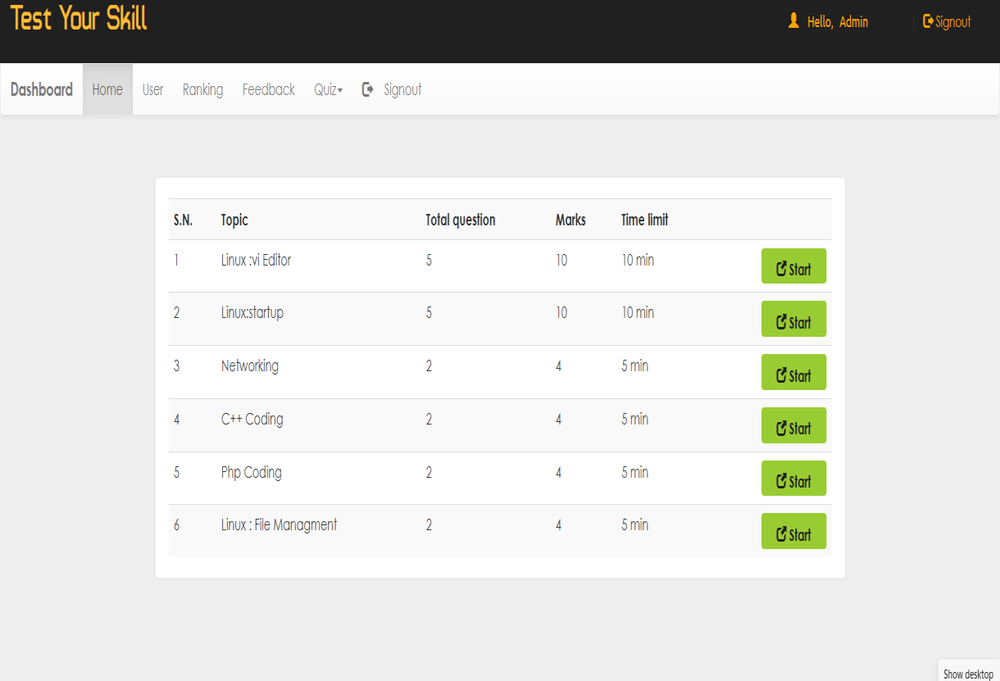 Test Your Skill
Hello, Admin | Signout
Dashboard Home User Ranking Feedback Quiz Signout
S.N. Topic Total question Marks Time limit
1 Linux :vi Editor 5 10 10 min Start
2 Linux:startup 5 10 10 min Start
3 Networking 2 4 5 min Start
4 C++ Coding 2 4 5 min Start
5 Php Coding 2 4 5 min Start
6 Linux : File Managment 2 4 5 min Start
Show desktop